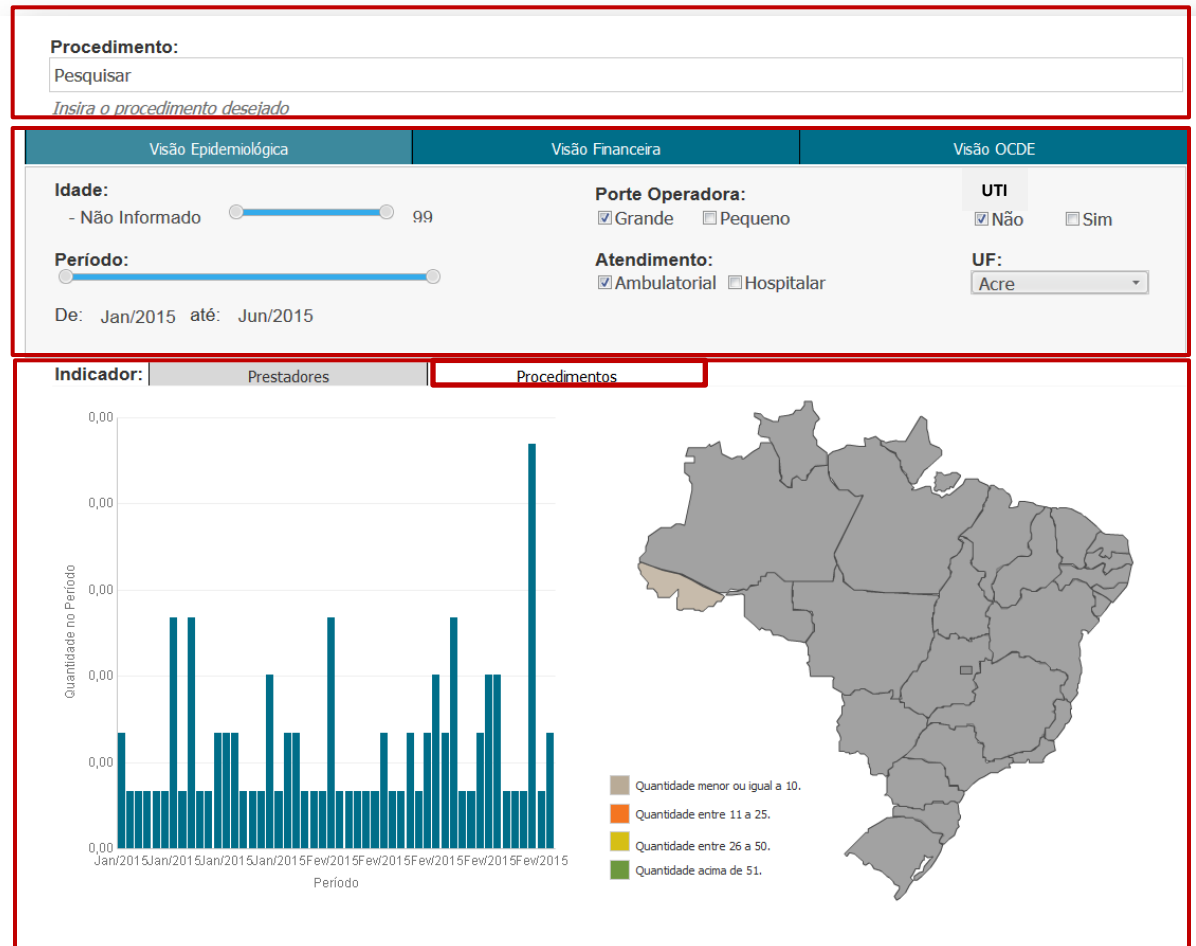 Procedimento:
Pesquisar
Insira o procedimento desejado
Visão Epidemiológica
Visão Financeira
Visão OCDE
Idade:
- Não Informado
99
Porte Operadora:
Grande
Pequeno
UTI
Não
Sim
Período:
De: Jan/2015 até: Jun/2015
Atendimento:
Ambulatorial
Hospitalar
UF:
Acre
Indicador:
Prestadores
Procedimentos
0,00
0,00
0,00
0,00
0,00
0,00
Quantidade no Período
Jan/2015Jan/2015Jan/2015Jan/2015Fev/2015Fev/2015Fev/2015Fev/2015Fev/2015
Período
Quantidade menor ou igual a 10.
Quantidade entre 11 a 25.
Quantidade entre 26 a 50.
Quantidade acima de 51.